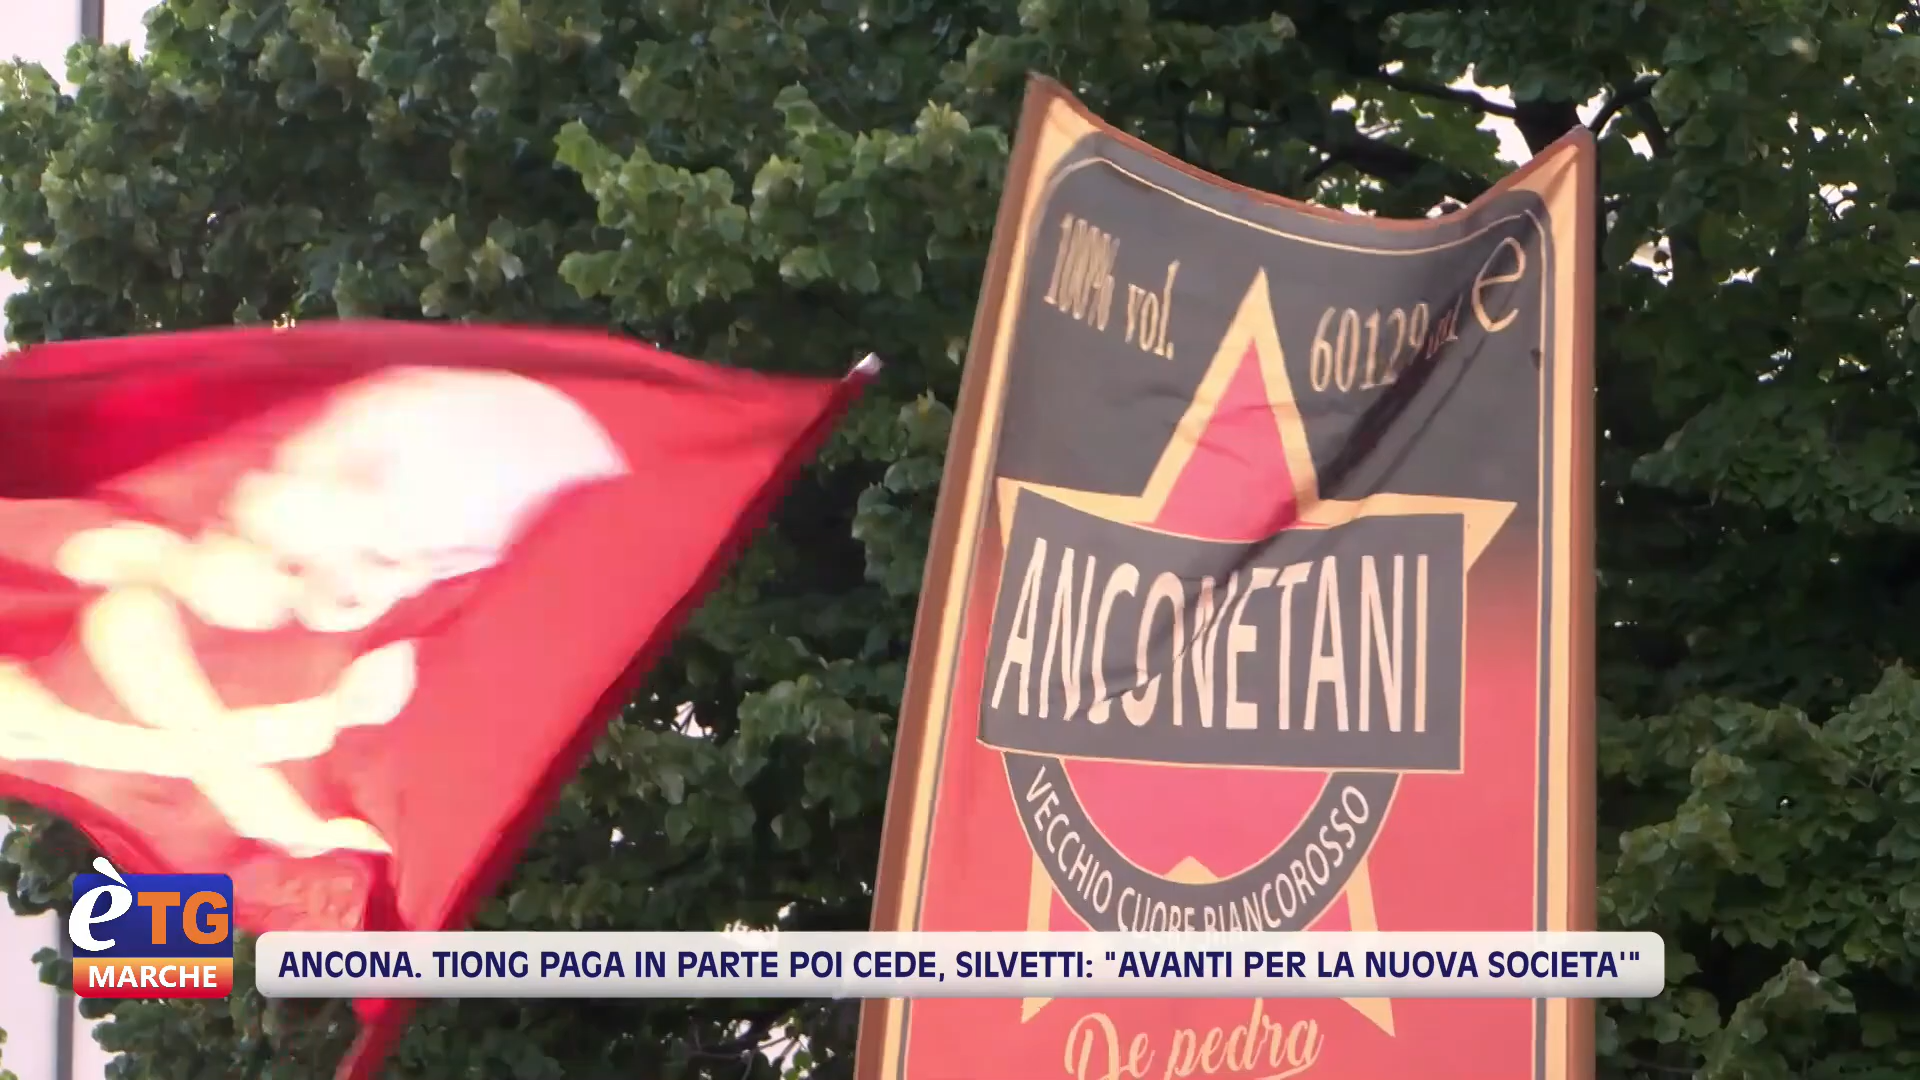 100% vol.
60129 ml e
ANCONETANI
VECCHIO CUORE BIANCOROSSO
èTG
MARCHE
ANCONA. TIONG PAGA IN PARTE POI CEDE, SILVETTI: "AVANTI PER LA NUOVA SOCIETA'"
De pedra